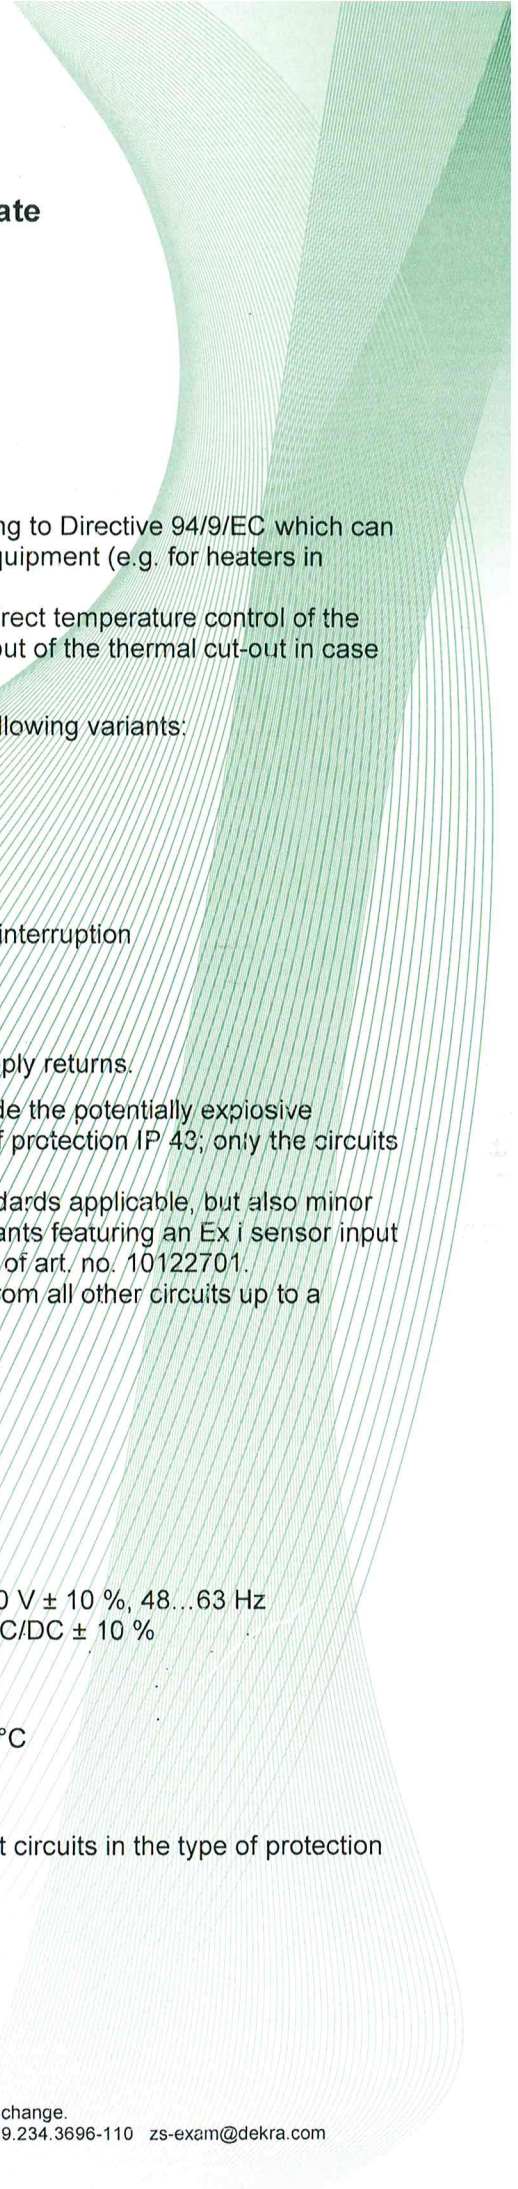 ate
ng to Directive 94/9/EC which can
quipment (e.g. for heaters in
rect temperature control of the
out of the thermal cut-out in case
llowing variants:
interruption
ply returns.
de the potentially explosive
f protection IP 43; only the circuits
dards applicable, but also minor
ants featuring an Ex i sensor input
of art. no. 10122701.
rom all other circuits up to a
0 V ± 10 %, 48...63 Hz
C/DC ± 10 %
°C
t circuits in the type of protection
change.
9.234.3696-110 zs-exam@dekra.com